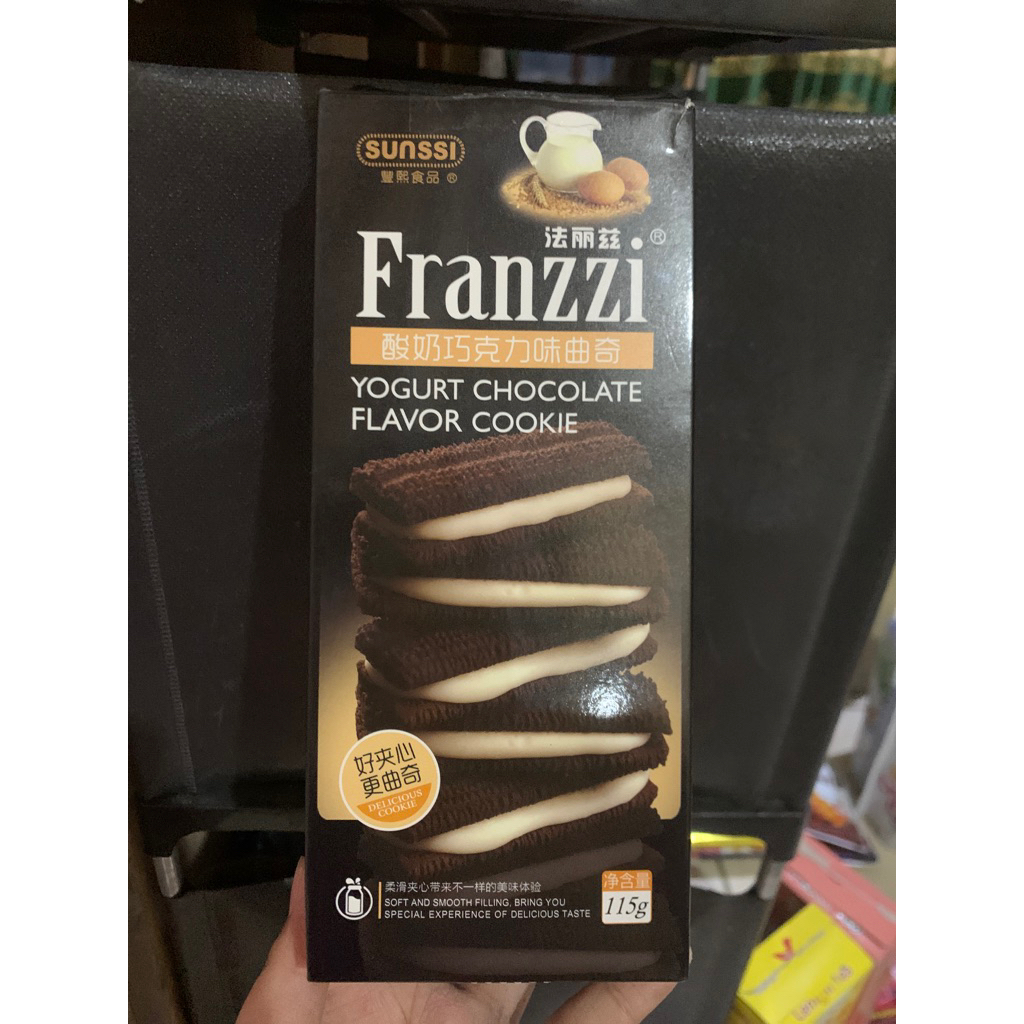 sunssi
豐熙食品 ®
法丽兹 ®
Franzzi
酸奶巧克力味曲奇
YOGURT CHOCOLATE
FLAVOR COOKIE
好夹心
更曲奇
DELICIOUS
COOKIE
柔滑夹心带来不一样的美味体验
SOFT AND SMOOTH FILLING, BRING YOU
SPECIAL EXPERIENCE OF DELICIOUS TASTE
净含量
115g